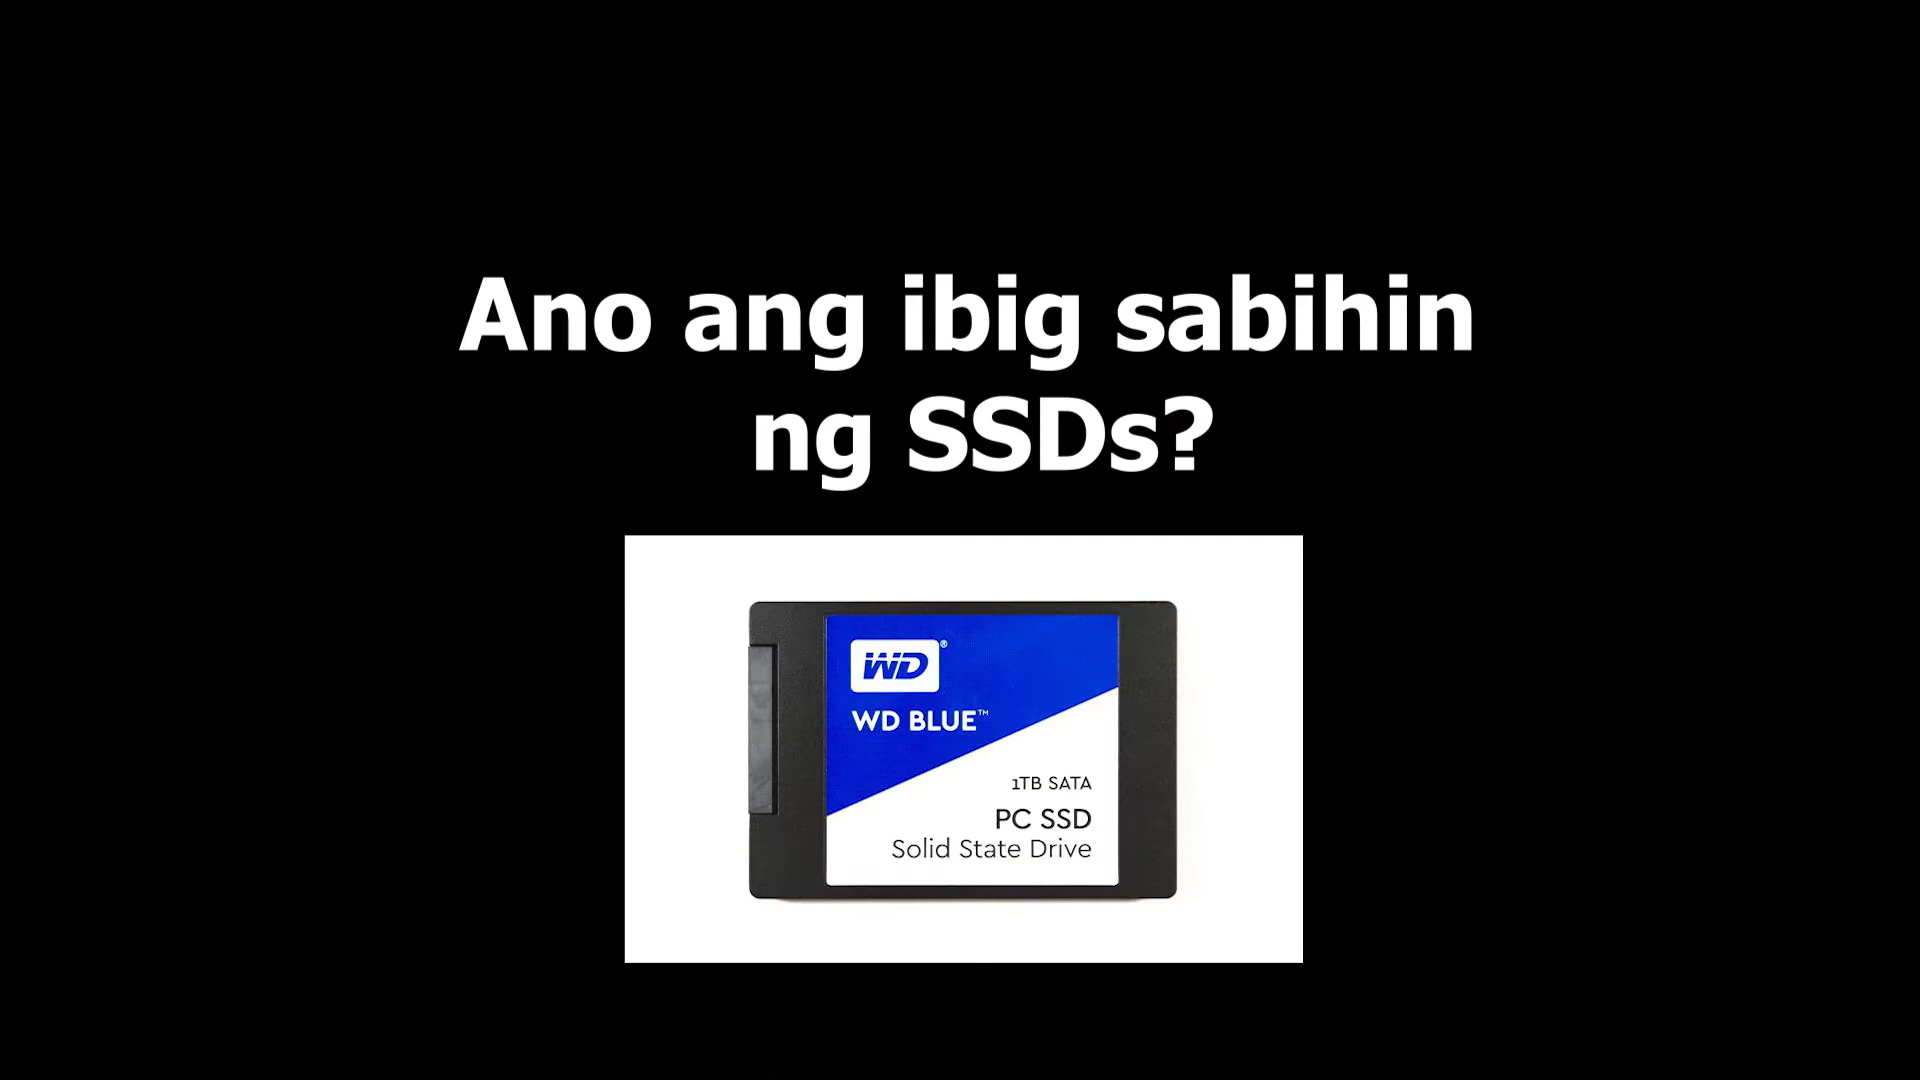 Ano ang ibig sabihin
ng SSDs?
WD®
WD BLUE™
1TB SATA
PC SSD
Solid State Drive